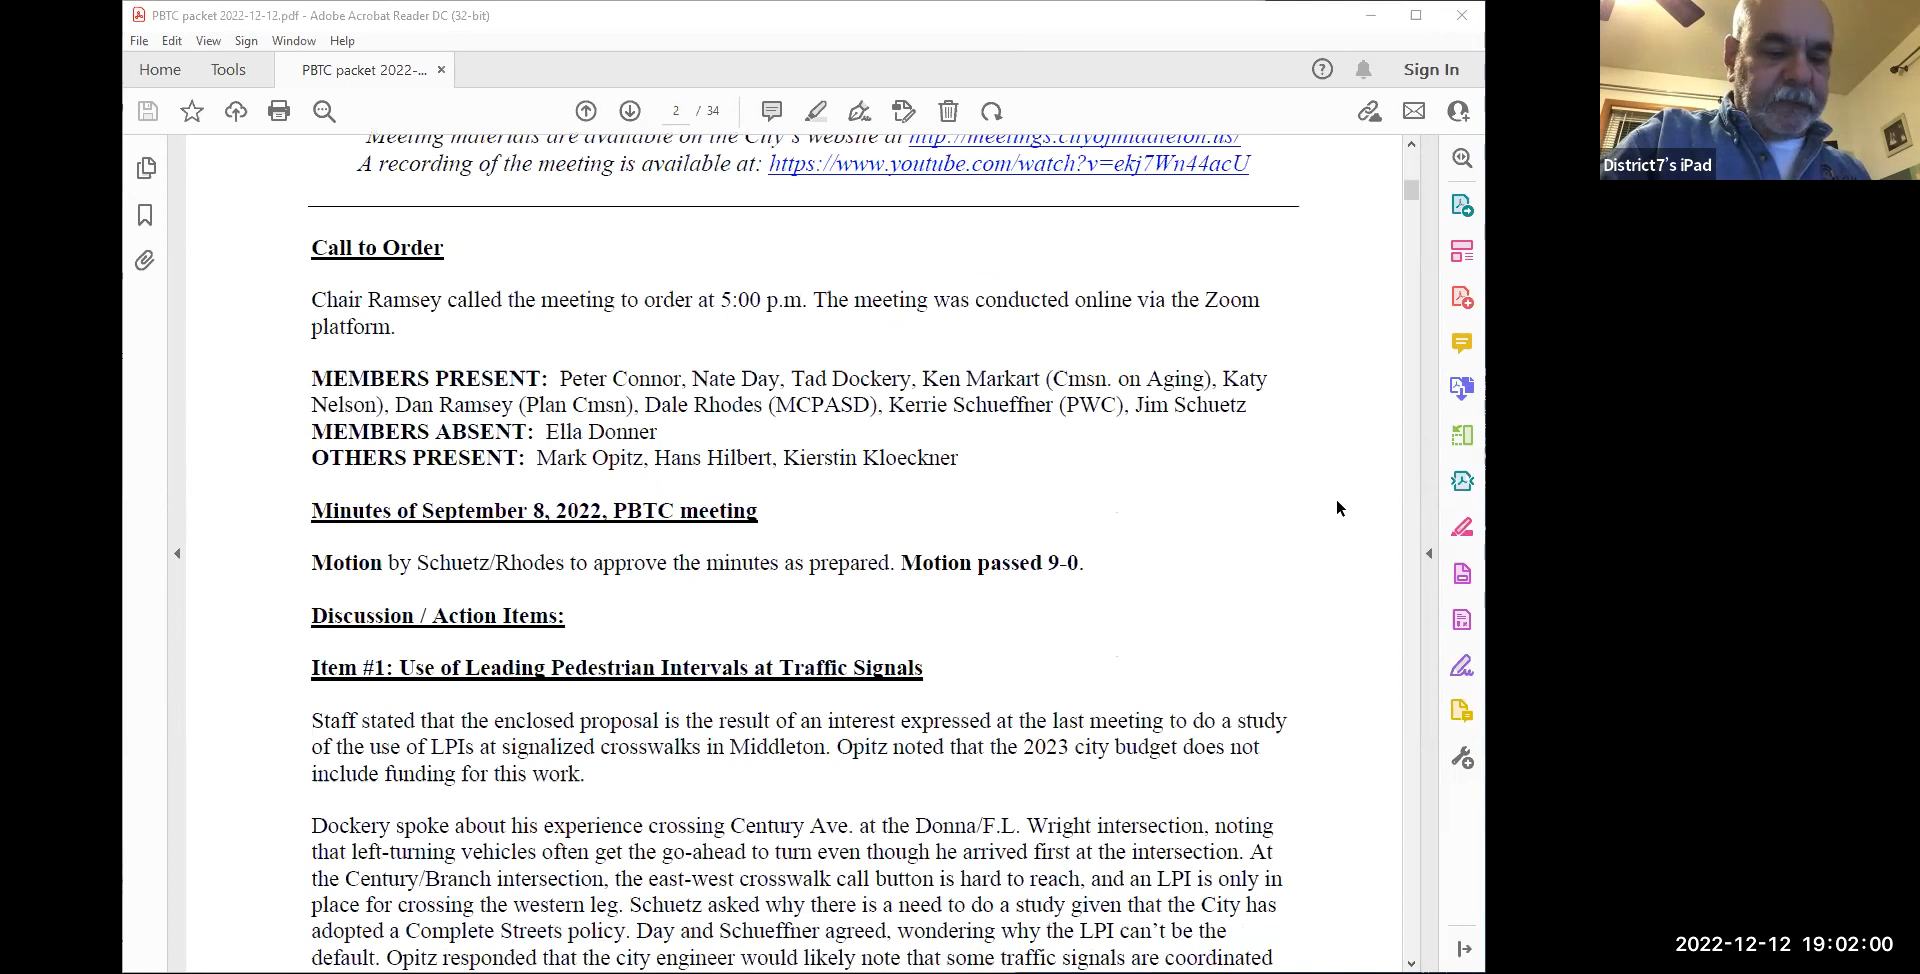 PBTC packet 2022-12-12.pdf - Adobe Acrobat Reader DC (32-bit)
File Edit View Sign Window Help
Home Tools PBTC packet 2022-... × Sign In
2 / 34
Meeting materials are available on the City's website at http://meetings.cityofmiddleton.us/
A recording of the meeting is available at: https://www.youtube.com/watch?v=ekj7Wn44acU
Call to Order
Chair Ramsey called the meeting to order at 5:00 p.m. The meeting was conducted online via the Zoom
platform.
MEMBERS PRESENT: Peter Connor, Nate Day, Tad Dockery, Ken Markart (Cmsn. on Aging), Katy
Nelson), Dan Ramsey (Plan Cmsn), Dale Rhodes (MCPASD), Kerrie Schueffner (PWC), Jim Schuetz
MEMBERS ABSENT: Ella Donner
OTHERS PRESENT: Mark Opitz, Hans Hilbert, Kierstin Kloeckner
Minutes of September 8, 2022, PBTC meeting
Motion by Schuetz/Rhodes to approve the minutes as prepared. Motion passed 9-0.
Discussion / Action Items:
Item #1: Use of Leading Pedestrian Intervals at Traffic Signals
Staff stated that the enclosed proposal is the result of an interest expressed at the last meeting to do a study
of the use of LPIs at signalized crosswalks in Middleton. Opitz noted that the 2023 city budget does not
include funding for this work.
Dockery spoke about his experience crossing Century Ave. at the Donna/F.L. Wright intersection, noting
that left-turning vehicles often get the go-ahead to turn even though he arrived first at the intersection. At
the Century/Branch intersection, the east-west crosswalk call button is hard to reach, and an LPI is only in
place for crossing the western leg. Schuetz asked why there is a need to do a study given that the City has
adopted a Complete Streets policy. Day and Schueffner agreed, wondering why the LPI can't be the
default. Opitz responded that the city engineer would likely note that some traffic signals are coordinated
District7's iPad
2022-12-12 19:02:00